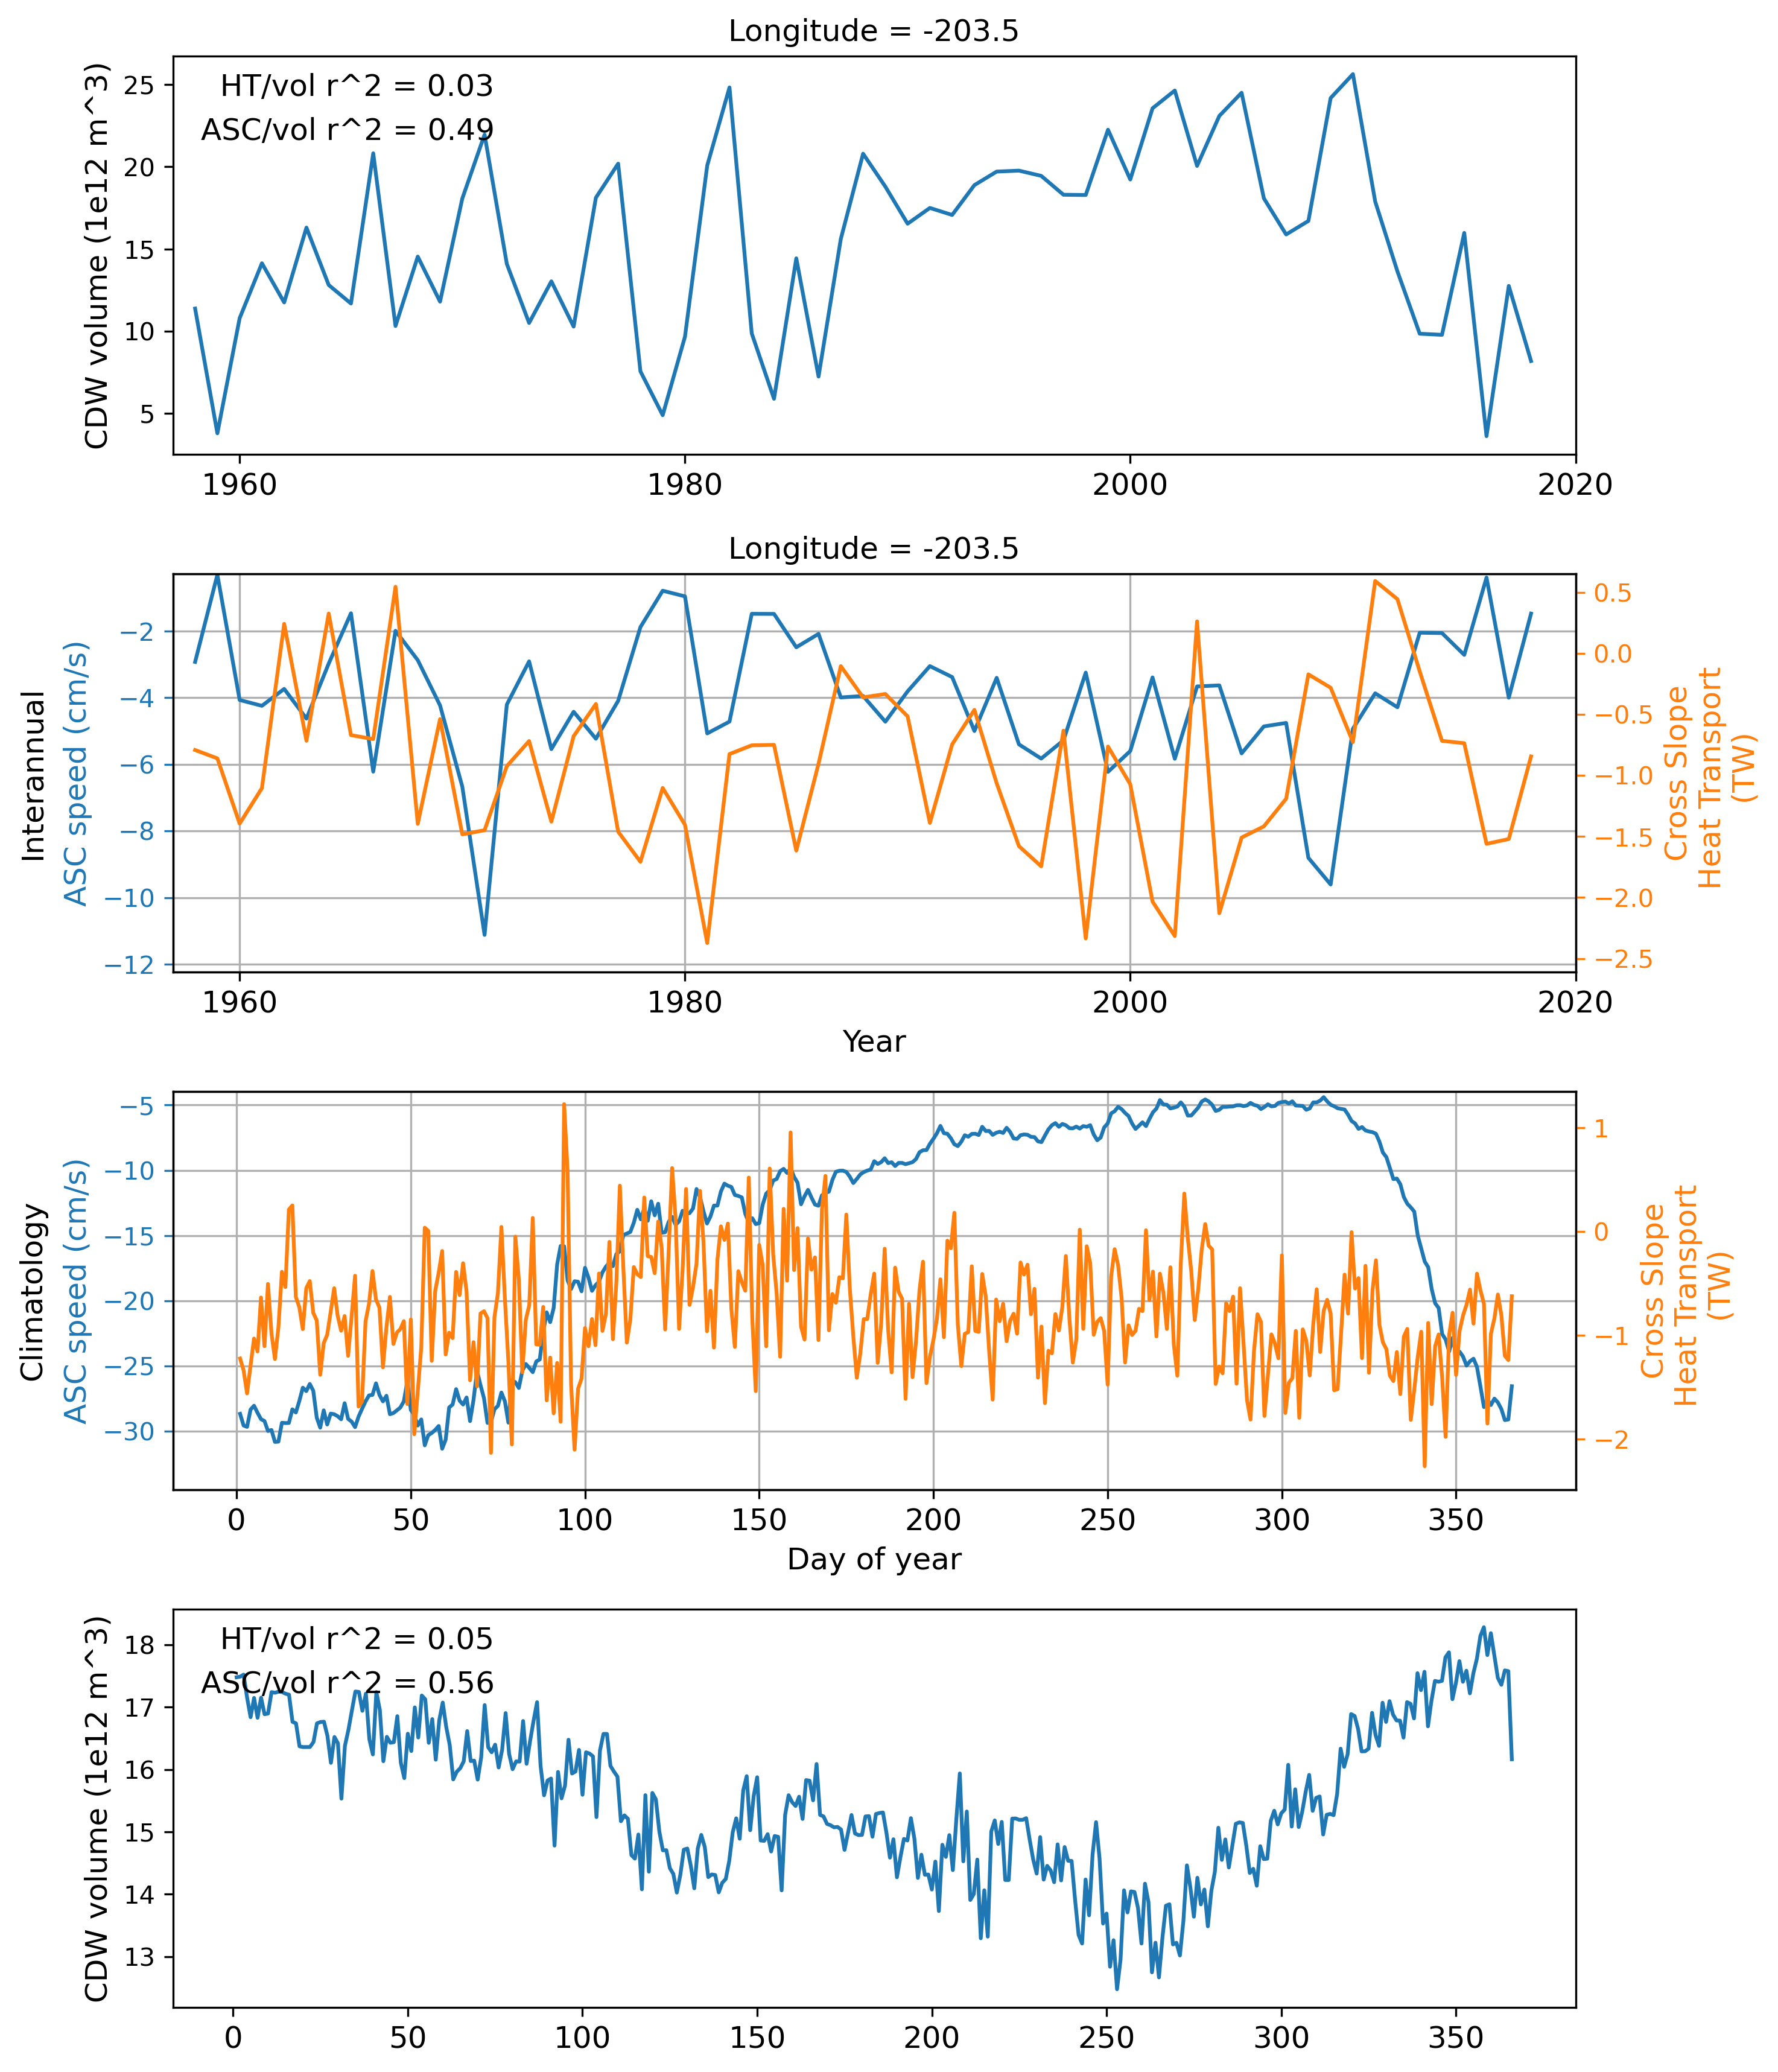 Longitude = -203.5
HT/vol r^2 = 0.03
ASC/vol r^2 = 0.49
CDW volume (1e12 m^3)
25
20
15
10
5
1960 1980 2000 2020
Longitude = -203.5
Interannual
ASC speed (cm/s)
−2
−4
−6
−8
−10
−12
0.5
0.0
−0.5
−1.0
−1.5
−2.0
−2.5
Cross Slope
Heat Transport
(TW)
1960 1980 2000 2020
Year
Climatology
ASC speed (cm/s)
−5
−10
−15
−20
−25
−30
1
0
−1
−2
Cross Slope
Heat Transport
(TW)
0 50 100 150 200 250 300 350
Day of year
HT/vol r^2 = 0.05
ASC/vol r^2 = 0.56
CDW volume (1e12 m^3)
18
17
16
15
14
13
0 50 100 150 200 250 300 350